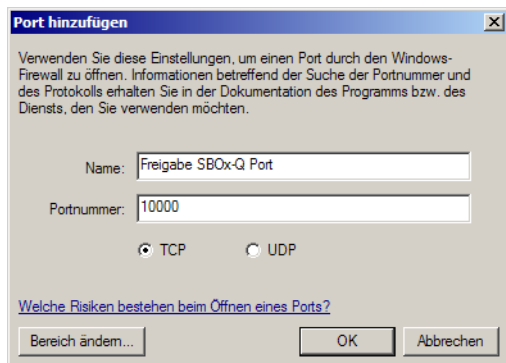 Port hinzufügen
Verwenden Sie diese Einstellungen, um einen Port durch den Windows-
Firewall zu öffnen. Informationen betreffend der Suche der Portnummer und
des Protokolls erhalten Sie in der Dokumentation des Programms bzw. des
Diensts, den Sie verwenden möchten.
Name: Freigabe SBOx-Q Port
Portnummer: 10000
TCP UDP
Welche Risiken bestehen beim Öffnen eines Ports?
Bereich ändern... OK Abbrechen